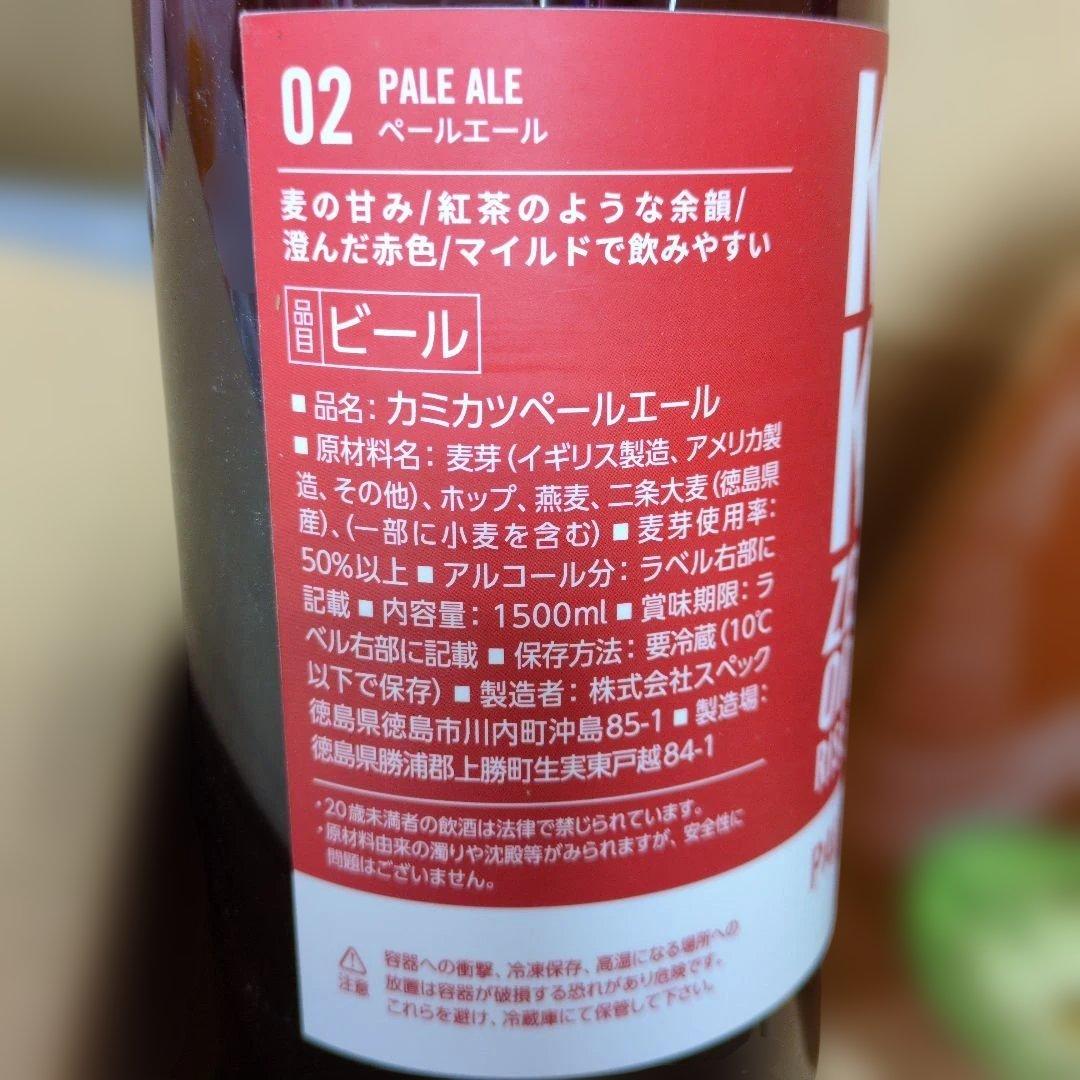 02 PALE ALE
ペールエール
麦の甘み/紅茶のような余韻/
澄んだ赤色/マイルドで飲みやすい
品目 ビール
■ 品名：カミカツペールエール
■ 原材料名：麦芽（イギリス製造、アメリカ製
造、その他）、ホップ、燕麦、二条大麦（徳島県
産）、（一部に小麦を含む）■ 麦芽使用率：
50%以上 ■ アルコール分：ラベル右部に
記載 ■ 内容量：1500ml ■ 賞味期限：ラ
ベル右部に記載 ■ 保存方法：要冷蔵（10℃
以下で保存）■ 製造者：株式会社スペック
徳島県徳島市川内町沖島85-1 ■ 製造場：
徳島県勝浦郡上勝町生実東戸越84-1
・20歳未満者の飲酒は法律で禁じられています。
・原材料由来の濁りや沈殿等がみられますが、安全性に
問題はございません。
注意
容器への衝撃、冷凍保存、高温になる場所への
放置は容器が破損する恐れがあり危険です。
これらを避け、冷蔵庫にて保管して下さい。